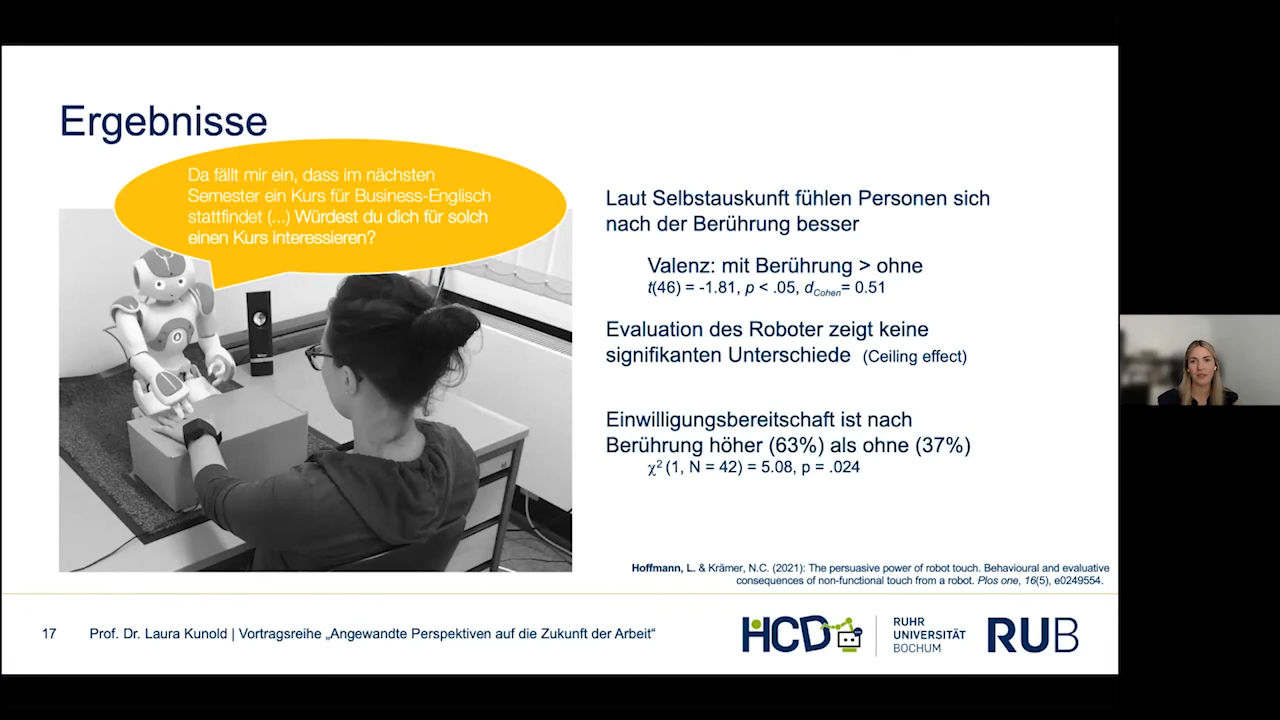 Ergebnisse
Da fällt mir ein, dass im nächsten
Semester ein Kurs für Business-Englisch
stattfindet (...) Würdest du dich für solch
einen Kurs interessieren?
Laut Selbstauskunft fühlen Personen sich
nach der Berührung besser
Valenz: mit Berührung > ohne
t(46) = -1.81, p < .05, dCohen= 0.51
Evaluation des Roboter zeigt keine
signifikanten Unterschiede (Ceiling effect)
Einwilligungsbereitschaft ist nach
Berührung höher (63%) als ohne (37%)
χ2 (1, N = 42) = 5.08, p = .024
Hoffmann, L. & Krämer, N.C. (2021): The persuasive power of robot touch. Behavioural and evaluative
consequences of non-functional touch from a robot. Plos one, 16(5), e0249554.
17 Prof. Dr. Laura Kunold | Vortragsreihe „Angewandte Perspektiven auf die Zukunft der Arbeit“
HCD
RUHR
UNIVERSITÄT
BOCHUM
RUB